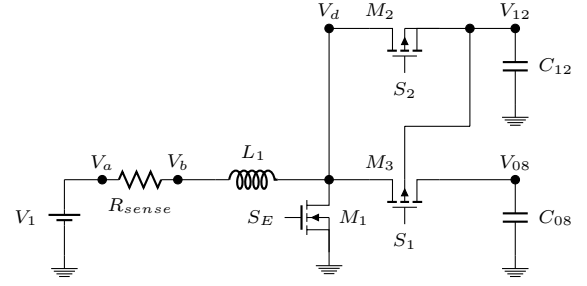 V_d M_2 V_12
C_12
S_2
V_a V_b L_1 M_3 V_08
R_sense
V_1 S_E M_1 C_08
S_1